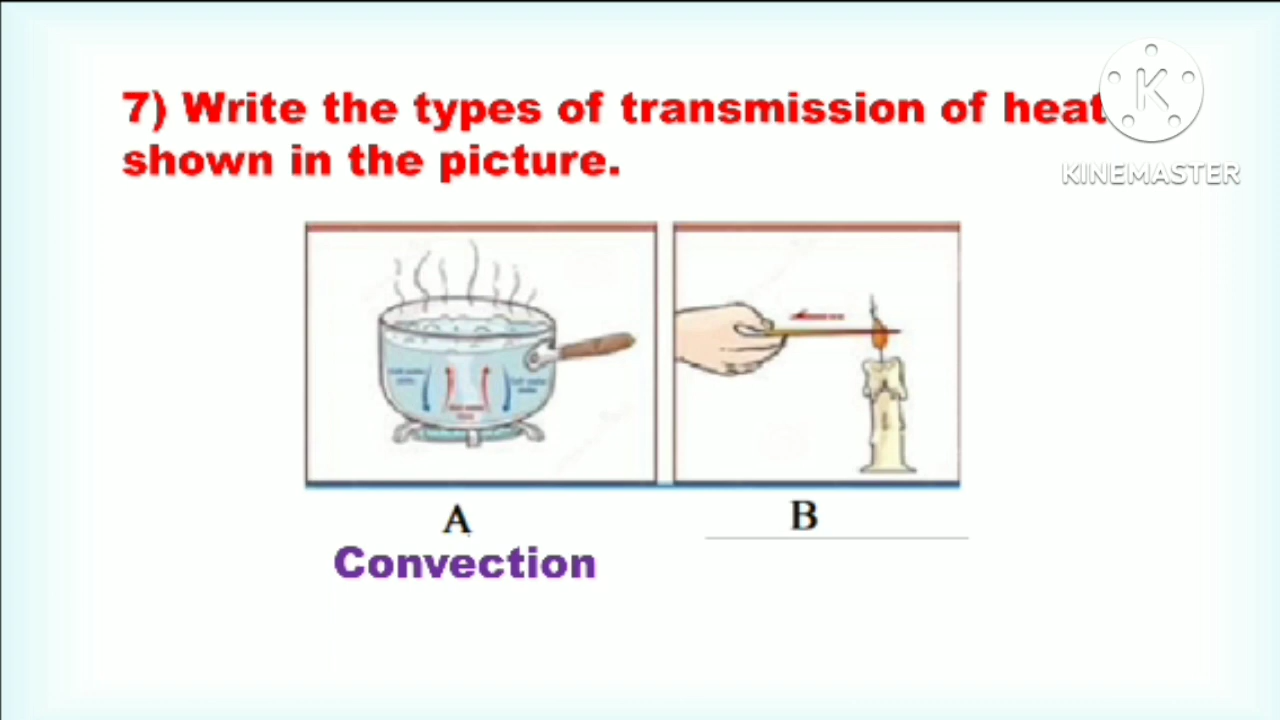 7) Write the types of transmission of heat
shown in the picture.
K
KINEMASTER
A
B
Convection